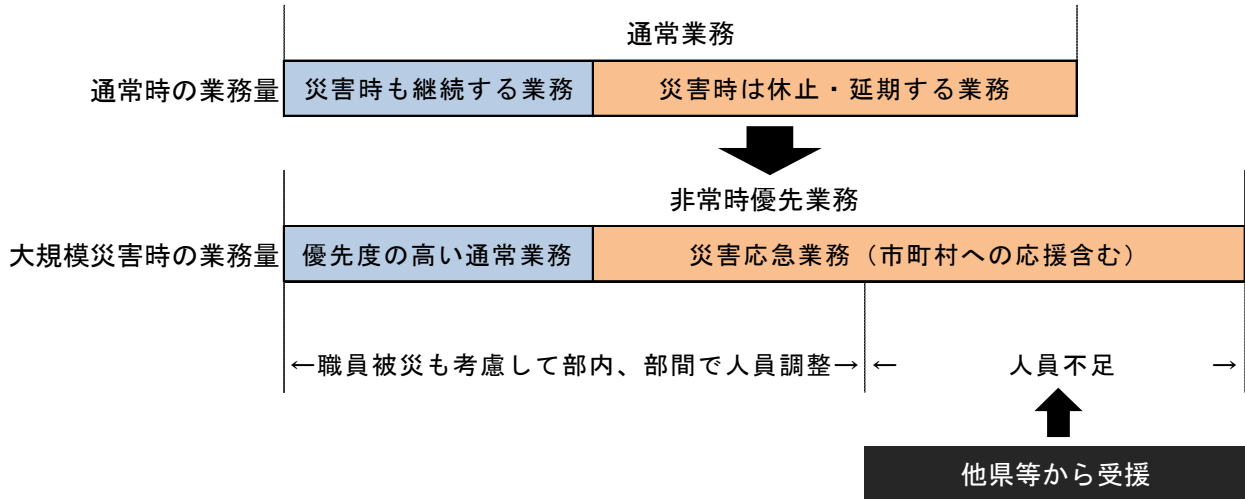 通常業務
通常時の業務量 災害時も継続する業務 災害時は休止・延期する業務
非常時優先業務
大規模災害時の業務量 優先度の高い通常業務 災害応急業務（市町村への応援含む）
←職員被災も考慮して部内、部間で人員調整→ ← 人員不足 →
他県等から受援